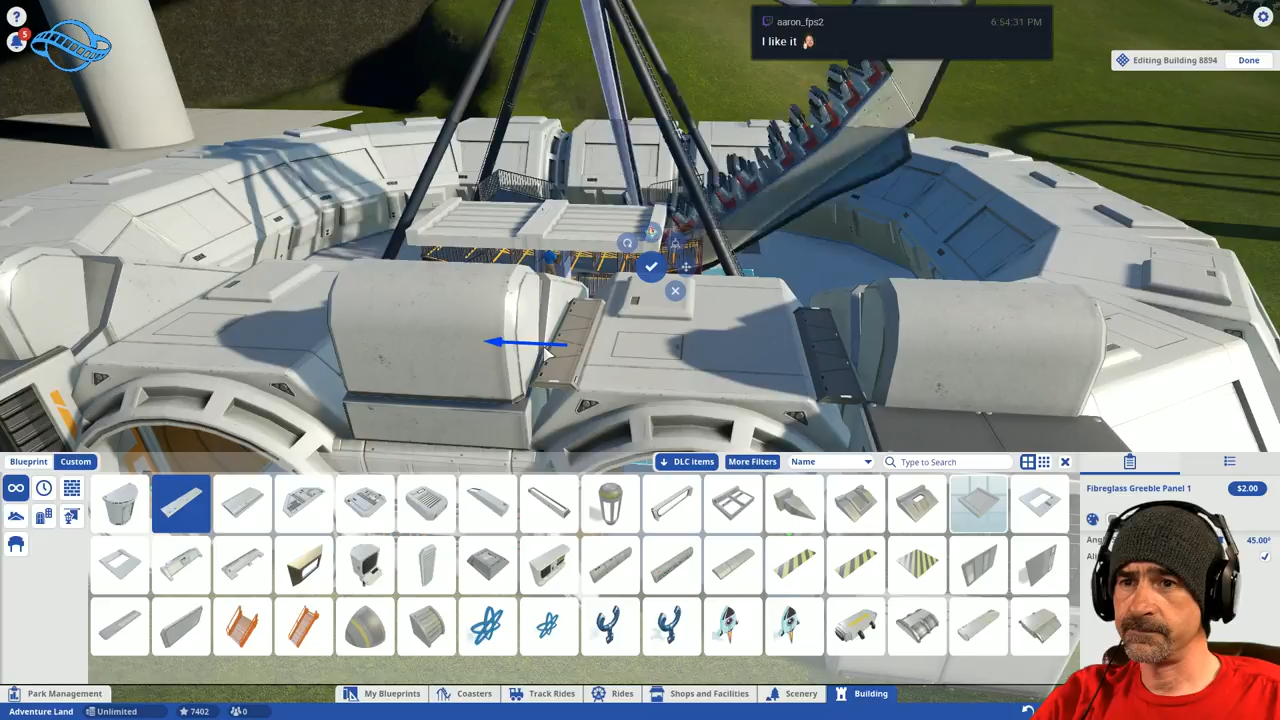 ?
5
aaron_fps2
6:54:31 PM
I like it
Editing Building 8894
Done
Blueprint
Custom
DLC items
More Filters
Name
Type to Search
Fibreglass Greeble Panel 1
$2.00
45.00°
Park Management
My Blueprints
Coasters
Track Rides
Rides
Shops and Facilities
Scenery
Building
Adventure Land
Unlimited
7402
0